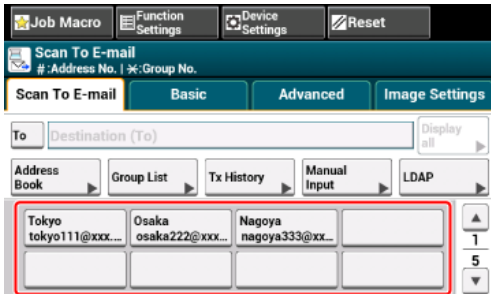 Job Macro
Function Settings
Device Settings
Reset
Scan To E-mail
#:Address No. | ✳:Group No.
Scan To E-mail
Basic
Advanced
Image Settings
To
Destination (To)
Display all
Address Book
Group List
Tx History
Manual Input
LDAP
Tokyo
tokyo111@xxx....
Osaka
osaka222@xxx...
Nagoya
nagoya333@xx...
1
5